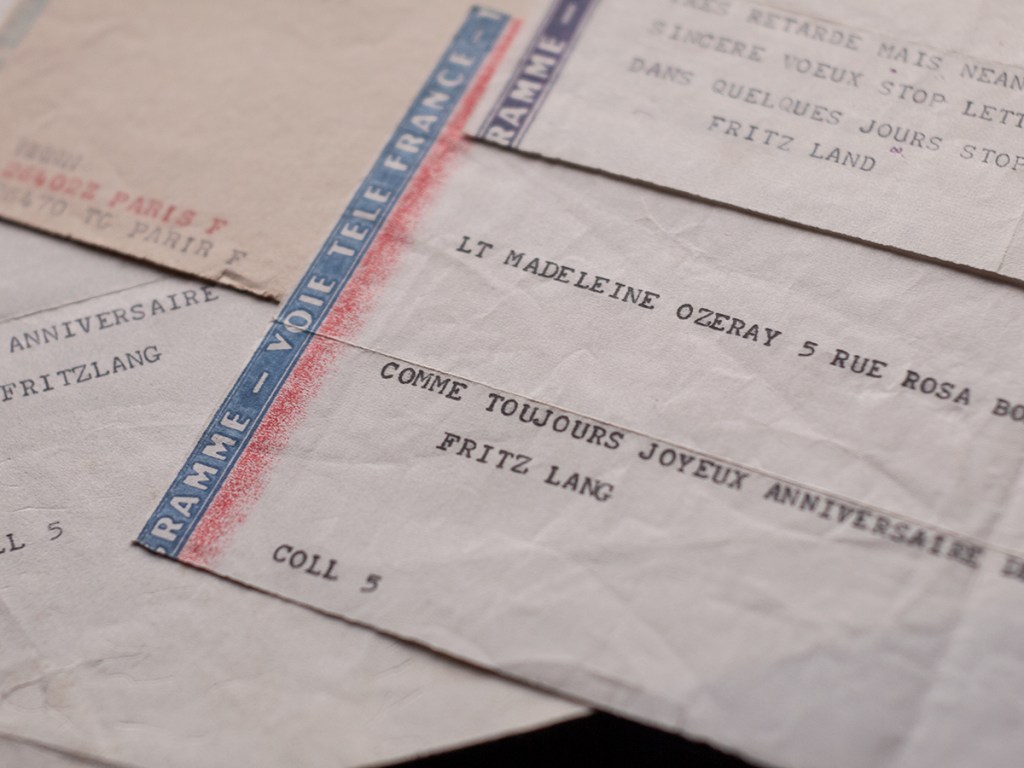 TRES RETARDE MAIS NEAN
SINCERE VOEUX STOP LETT
DANS QUELQUES JOURS STOP
FRITZ LAND
RAMME –
RAMME – VOIE TELE FRANCE –
PARIS F
TG PARIR F
ANNIVERSAIRE
FRITZLANG
LL 5
LT MADELEINE OZERAY 5 RUE ROSA BO
COMME TOUJOURS JOYEUX ANNIVERSAIRE
FRITZ LANG
COLL 5